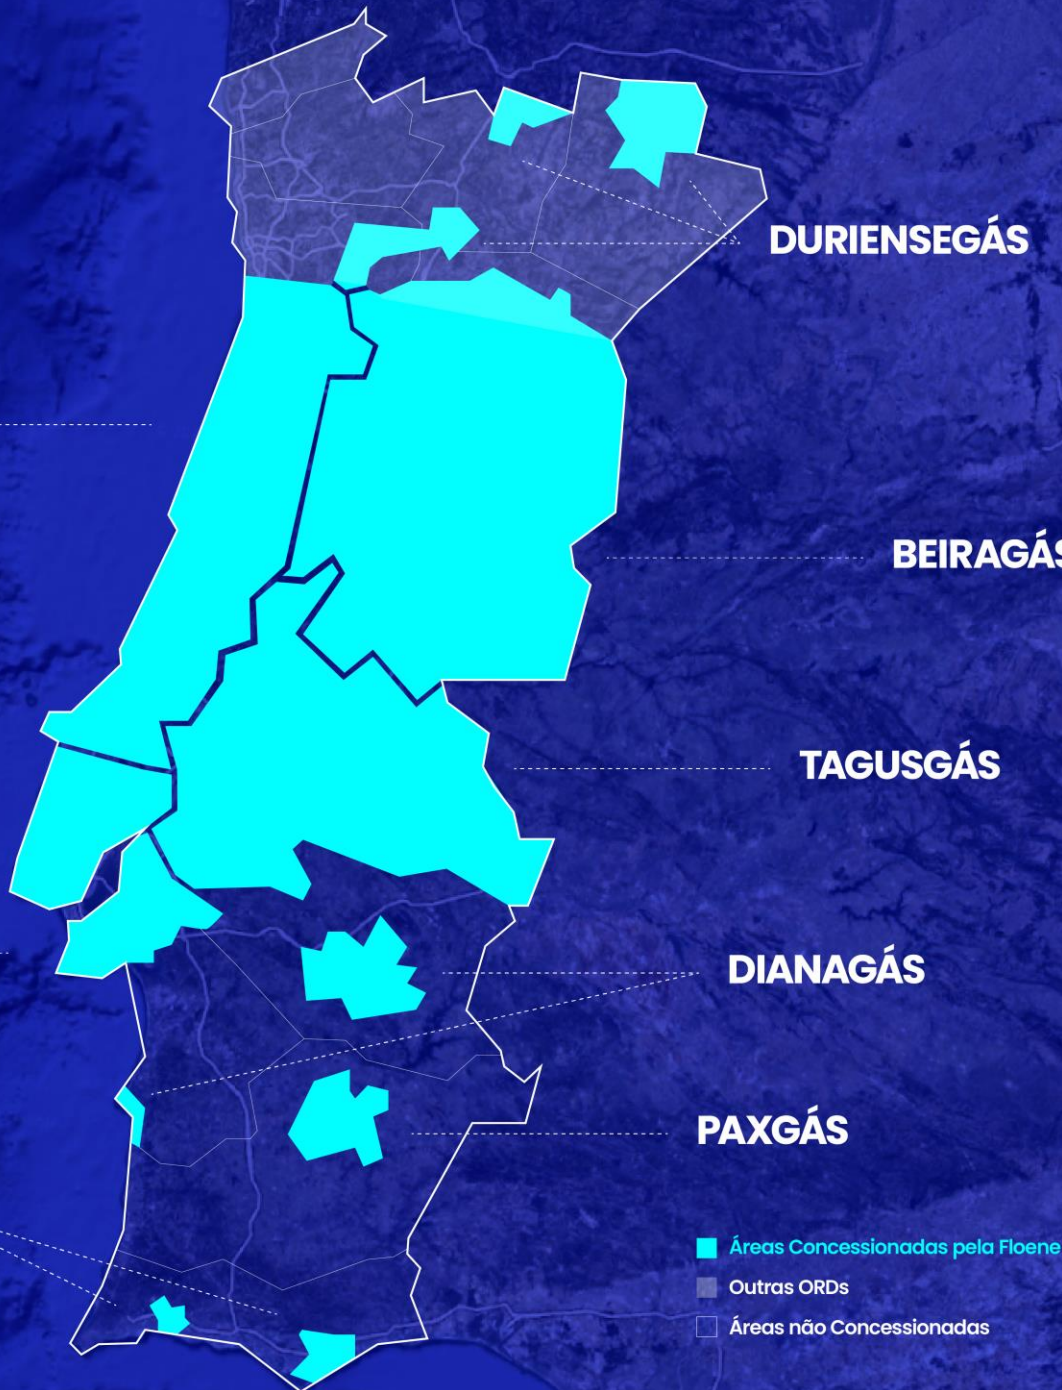 DURIENSEGÁS
BEIRAGÁS
TAGUSGÁS
DIANAGÁS
PAXGÁS
Áreas Concessionadas pela Floene
Outras ORDs
Áreas não Concessionadas